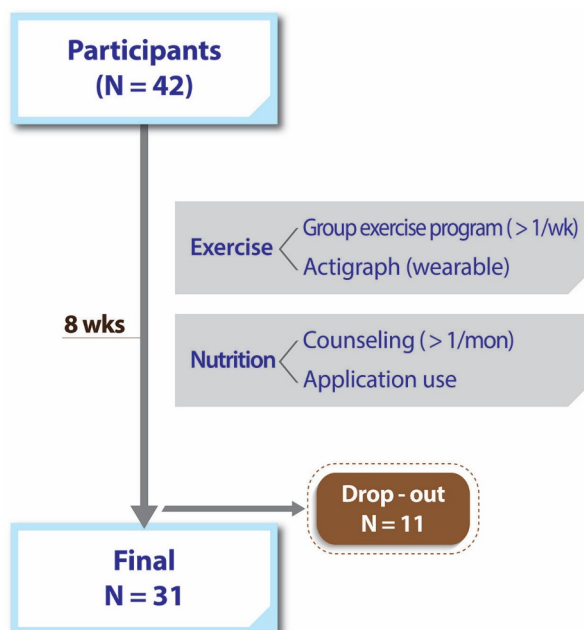 Participants
(N = 42)
Exercise
Group exercise program ( > 1/wk)
Actigraph (wearable)
8 wks
Nutrition
Counseling ( > 1/mon)
Application use
Drop - out
N = 11
Final
N = 31